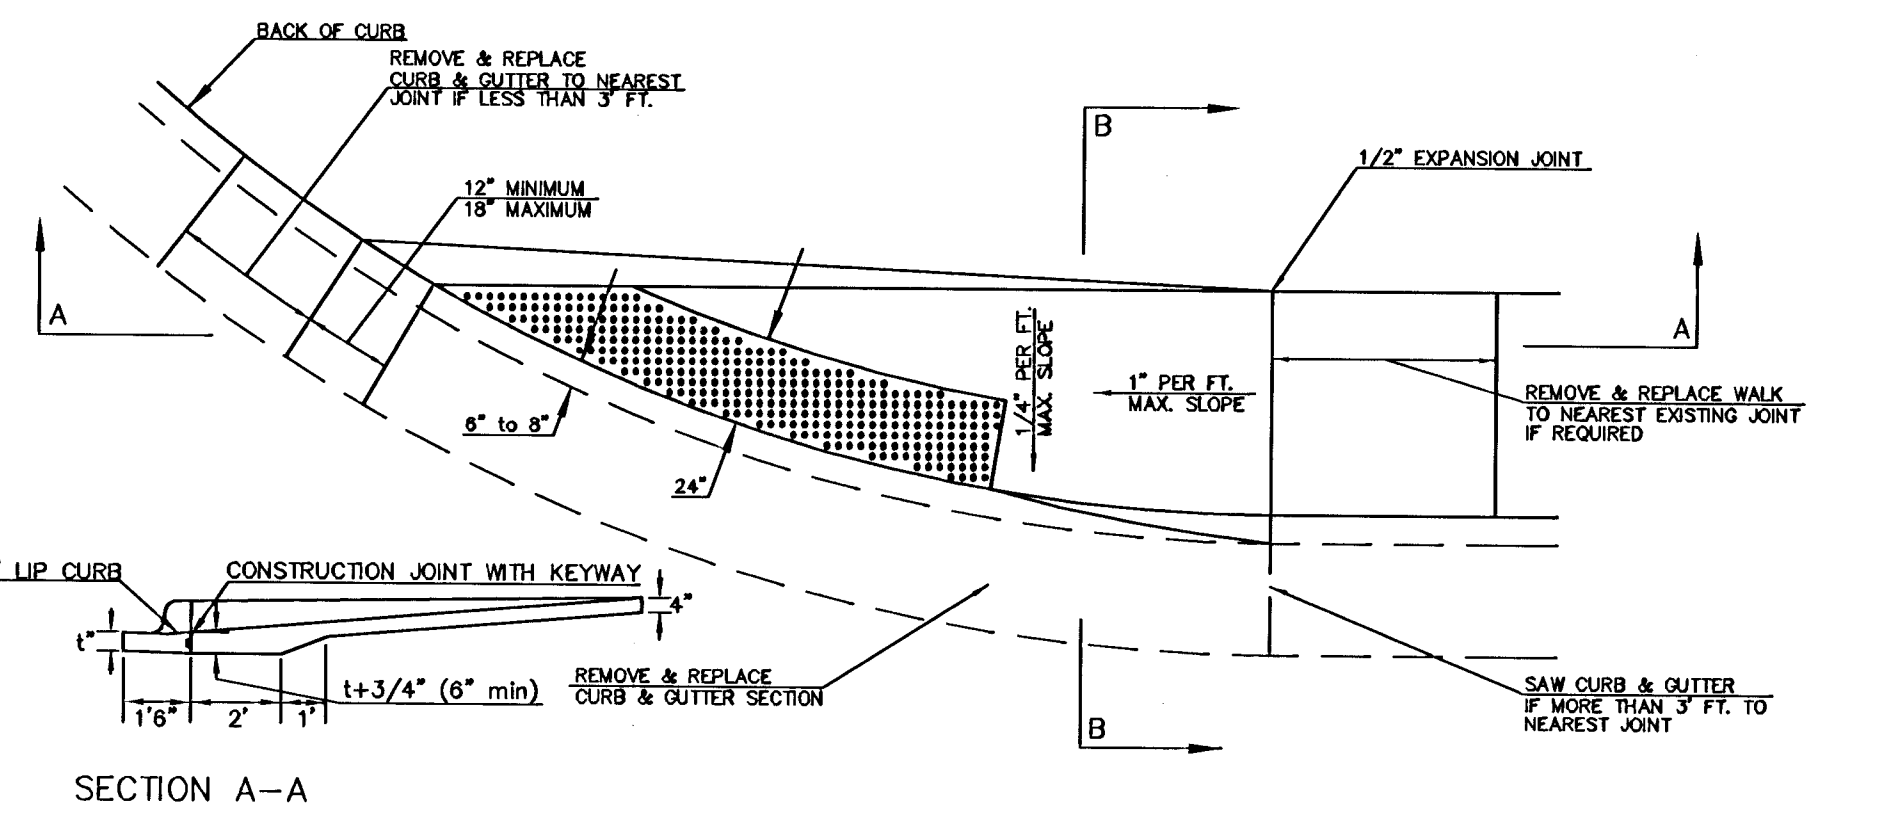 BACK OF CURB
REMOVE & REPLACE
CURB & GUTTER TO NEAREST
JOINT IF LESS THAN 3' FT.
B
1/2" EXPANSION JOINT
12" MINIMUM
18" MAXIMUM
A
A
1/4" PER FT.
MAX. SLOPE
1" PER FT.
MAX. SLOPE
REMOVE & REPLACE WALK
TO NEAREST EXISTING JOINT
IF REQUIRED
6" to 8"
24"
LIP CURB
CONSTRUCTION JOINT WITH KEYWAY
4"
t"
t+3/4" (6" min)
1'6"
2'
1'
REMOVE & REPLACE
CURB & GUTTER SECTION
SAW CURB & GUTTER
IF MORE THAN 3' FT. TO
NEAREST JOINT
B
SECTION A-A